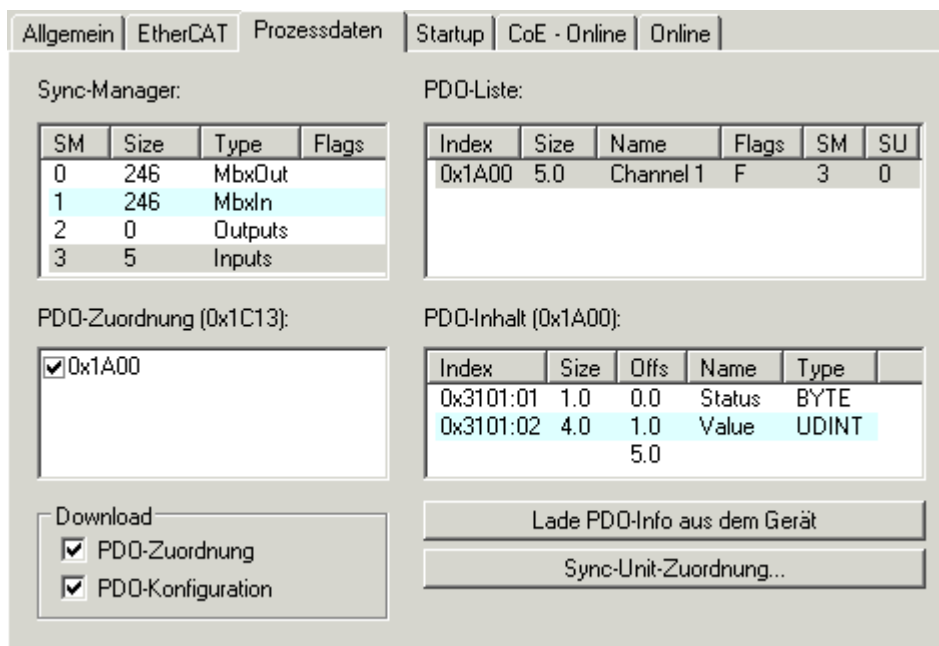 Allgemein EtherCAT Prozessdaten Startup CoE - Online Online
Sync-Manager:
SM Size Type Flags
0 246 MbxOut
1 246 MbxIn
2 0 Outputs
3 5 Inputs
PDO-Liste:
Index Size Name Flags SM SU
0x1A00 5.0 Channel 1 F 3 0
PDO-Zuordnung (0x1C13):
0x1A00
PDO-Inhalt (0x1A00):
Index Size Offs Name Type
0x3101:01 1.0 0.0 Status BYTE
0x3101:02 4.0 1.0 Value UDINT
5.0
Download
PDO-Zuordnung
PDO-Konfiguration
Lade PDO-Info aus dem Gerät
Sync-Unit-Zuordnung...